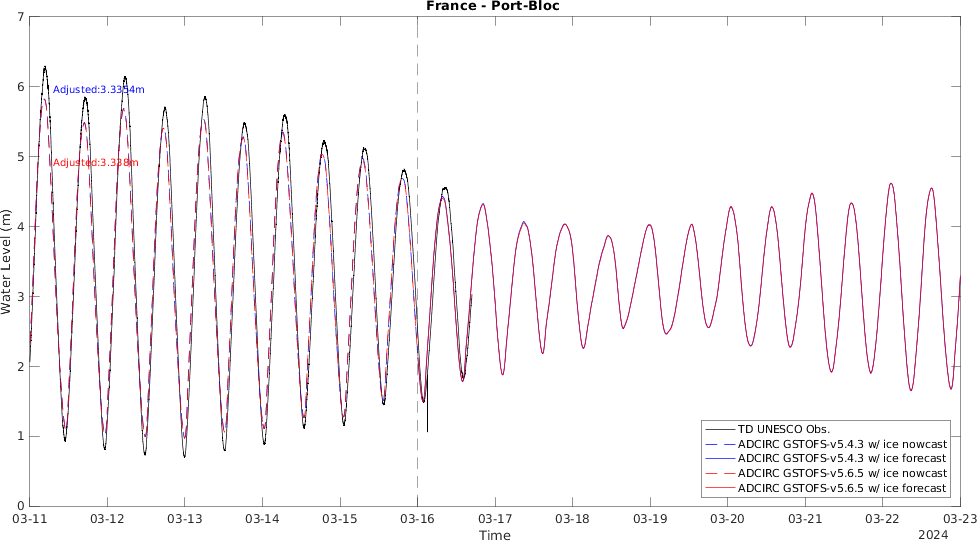 France - Port-Bloc
7
6
5
4
3
2
1
0
Water Level (m)
Adjusted:3.3354m
Adjusted:3.338m
TD UNESCO Obs.
ADCIRC GSTOFS-v5.4.3 w/ ice nowcast
ADCIRC GSTOFS-v5.4.3 w/ ice forecast
ADCIRC GSTOFS-v5.6.5 w/ ice nowcast
ADCIRC GSTOFS-v5.6.5 w/ ice forecast
03-11 03-12 03-13 03-14 03-15 03-16 03-17 03-18 03-19 03-20 03-21 03-22 03-23
Time
2024